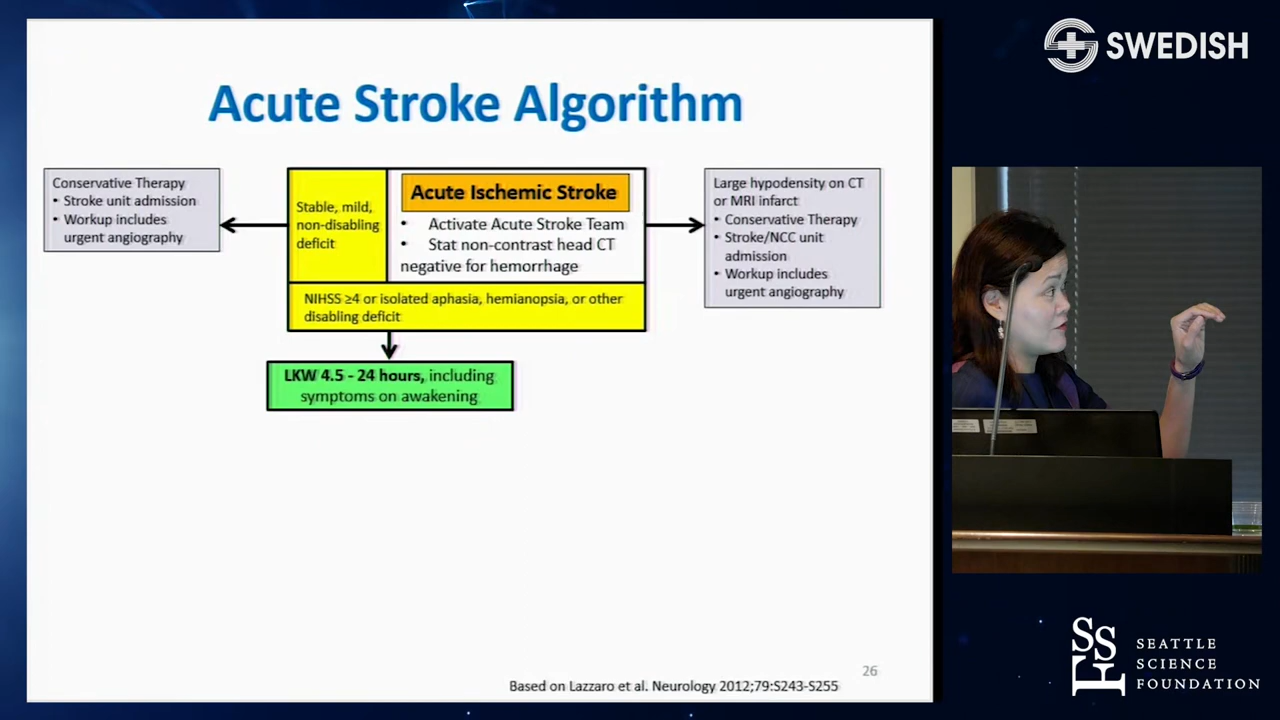 SWEDISH
Acute Stroke Algorithm
Conservative Therapy
• Stroke unit admission
• Workup includes
urgent angiography
Stable, mild,
non-disabling
deficit
Acute Ischemic Stroke
• Activate Acute Stroke Team
• Stat non-contrast head CT
negative for hemorrhage
NIHSS ≥4 or isolated aphasia, hemianopsia, or other
disabling deficit
Large hypodensity on CT
or MRI infarct
• Conservative Therapy
• Stroke/NCC unit
admission
• Workup includes
urgent angiography
LKW 4.5 - 24 hours, including
symptoms on awakening
26
Based on Lazzaro et al. Neurology 2012;79:S243-S255
SSF
SEATTLE
SCIENCE
FOUNDATION